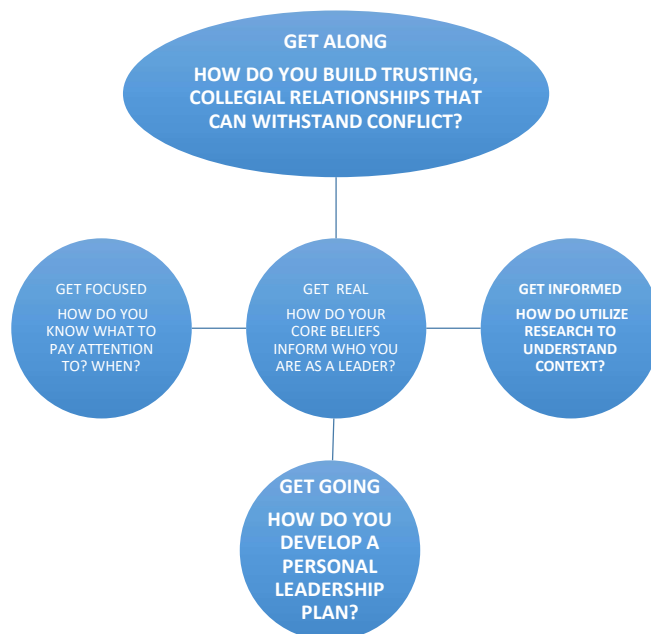 GET ALONG
HOW DO YOU BUILD TRUSTING,
COLLEGIAL RELATIONSHIPS THAT
CAN WITHSTAND CONFLICT?
GET FOCUSED
HOW DO YOU
KNOW WHAT TO
PAY ATTENTION
TO? WHEN?
GET  REAL
HOW DO YOUR
CORE BELIEFS
INFORM WHO YOU
ARE AS A LEADER?
GET INFORMED
HOW DO UTILIZE
RESEARCH TO
UNDERSTAND
CONTEXT?
GET GOING
HOW DO YOU
DEVELOP A
PERSONAL
LEADERSHIP
PLAN?